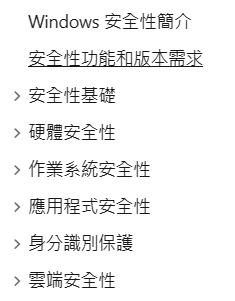 Windows 安全性簡介
安全性功能和版本需求
安全性基礎
硬體安全性
作業系統安全性
應用程式安全性
身分識別保護
雲端安全性